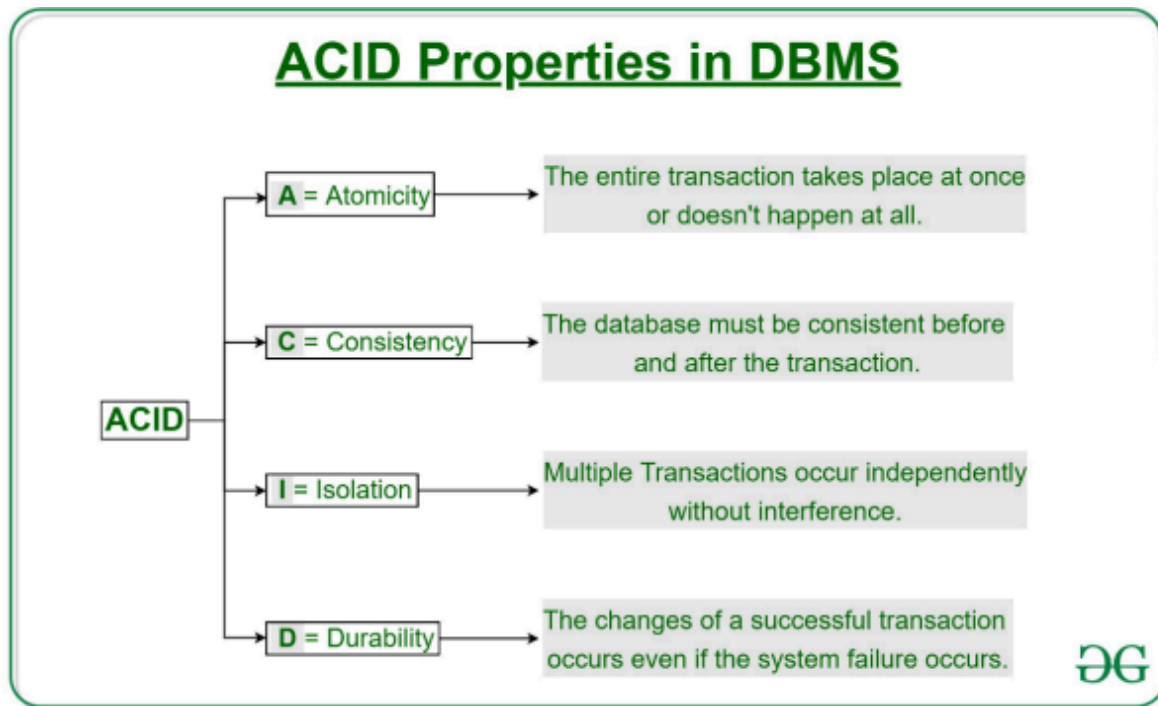 ACID Properties in DBMS
A = Atomicity
The entire transaction takes place at once
or doesn't happen at all.
C = Consistency
The database must be consistent before
and after the transaction.
ACID
I = Isolation
Multiple Transactions occur independently
without interference.
D = Durability
The changes of a successful transaction
occurs even if the system failure occurs.